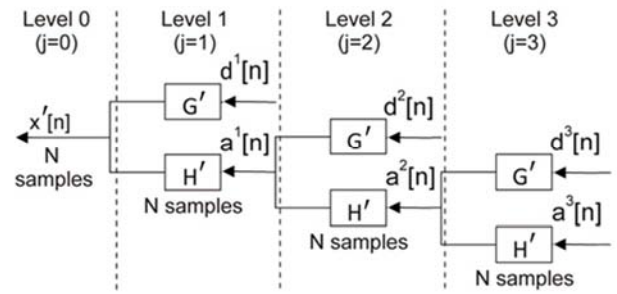 Level 0
(j=0)
Level 1
(j=1)
Level 2
(j=2)
Level 3
(j=3)
d¹[n]
G′
x′[n]
N
samples
a¹[n]
H′
N samples
d²[n]
G′
a²[n]
H′
N samples
d³[n]
G′
a³[n]
H′
N samples